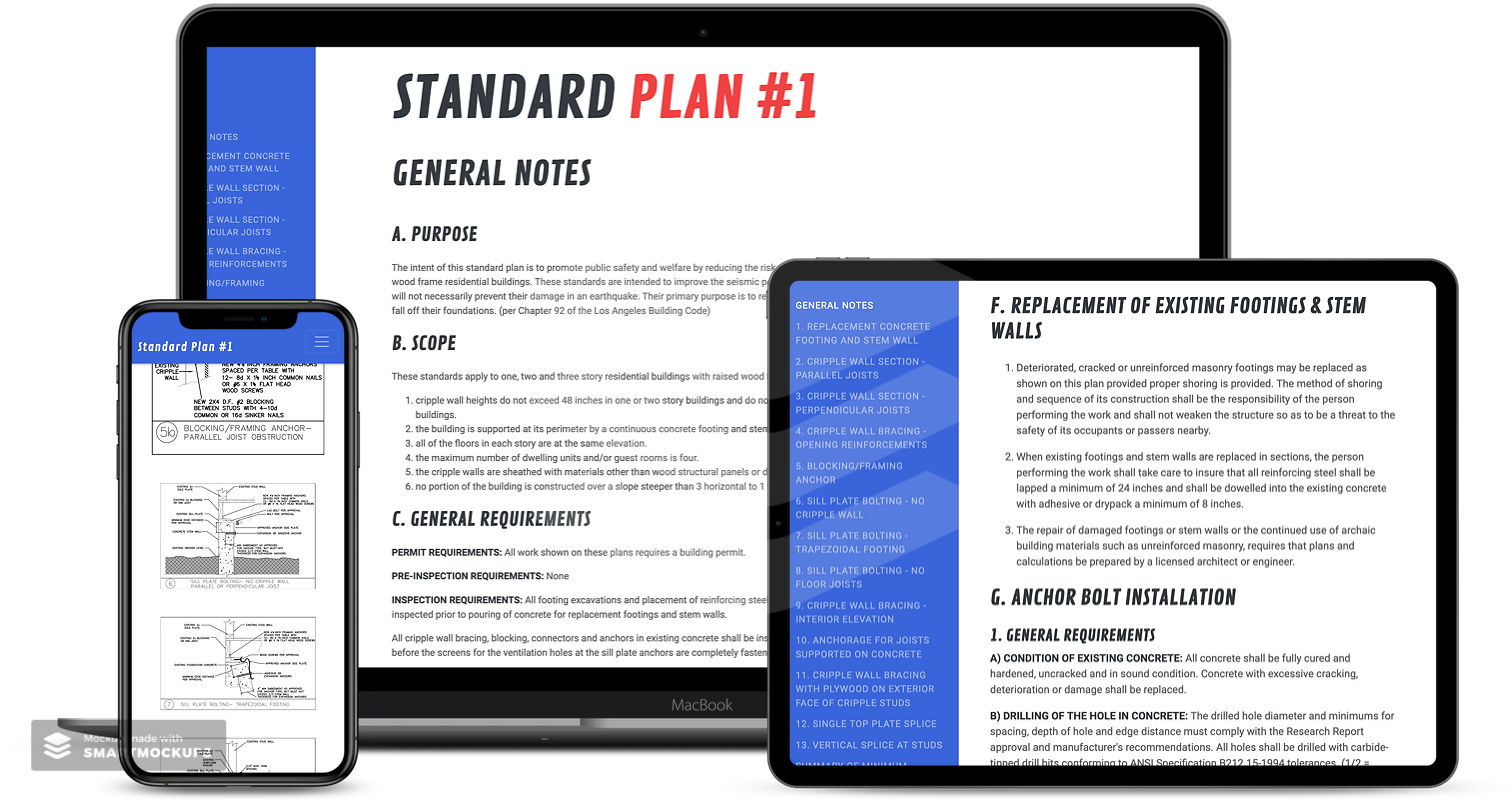 STANDARD PLAN #1
GENERAL NOTES
A. PURPOSE
The intent of this standard plan is to promote public safety and welfare by reducing the risk
wood frame residential buildings. These standards are intended to improve the seismic
will not necessarily prevent their damage in an earthquake. Their primary purpose is to
fall off their foundations. (per Chapter 92 of the Los Angeles Building Code)
B. SCOPE
These standards apply to one, two and three story residential buildings with raised wood
1. cripple wall heights do not exceed 48 inches in one or two story buildings and do
buildings.
2. the building is supported at its perimeter by a continuous concrete footing and
3. all of the floors in each story are at the same elevation.
4. the maximum number of dwelling units and/or guest rooms is four.
5. the cripple walls are sheathed with materials other than wood structural panels or
6. no portion of the building is constructed over a slope steeper than 3 horizontal to 1
C. GENERAL REQUIREMENTS
PERMIT REQUIREMENTS: All work shown on these plans requires a building permit.
PRE-INSPECTION REQUIREMENTS: None
INSPECTION REQUIREMENTS: All footing excavations and placement of reinforcing
inspected prior to pouring of concrete for replacement footings and stem walls.
All cripple wall bracing, blocking, connectors and anchors in existing concrete shall be
before the screens for the ventilation holes at the sill plate anchors are completely
MacBook
NOTES
CEMENT CONCRETE
AND STEM WALL
WALL SECTION -
JOISTS
WALL SECTION -
ICULAR JOISTS
WALL BRACING -
REINFORCEMENTS
NG/FRAMING
Standard Plan #1
EXISTING
CRIPPLE
WALL
SPACED PER TABLE WITH
12- 8d X 1½ INCH COMMON NAILS
OR #6 X 1½ FLAT HEAD
WOOD SCREWS
NEW 2X4 D.F. #2 BLOCKING
BETWEEN STUDS WITH 4-10d
COMMON OR 16d SINKER NAILS
5b BLOCKING/FRAMING ANCHOR-
PARALLEL JOIST OBSTRUCTION
6 SILL PLATE BOLTING- NO CRIPPLE WALL
PARALLEL OR PERPENDICULAR JOIST
7 SILL PLATE BOLTING- TRAPEZOIDAL FOOTING
Mockup made with
SMARTMOCKUP
GENERAL NOTES
1. REPLACEMENT CONCRETE
FOOTING AND STEM WALL
2. CRIPPLE WALL SECTION -
PARALLEL JOISTS
3. CRIPPLE WALL SECTION -
PERPENDICULAR JOISTS
4. CRIPPLE WALL BRACING -
OPENING REINFORCEMENTS
5. BLOCKING/FRAMING
ANCHOR
6. SILL PLATE BOLTING - NO
CRIPPLE WALL
7. SILL PLATE BOLTING -
TRAPEZOIDAL FOOTING
8. SILL PLATE BOLTING - NO
FLOOR JOISTS
9. CRIPPLE WALL BRACING -
INTERIOR ELEVATION
10. ANCHORAGE FOR JOISTS
SUPPORTED ON CONCRETE
11. CRIPPLE WALL BRACING
WITH PLYWOOD ON EXTERIOR
FACE OF CRIPPLE STUDS
12. SINGLE TOP PLATE SPLICE
13. VERTICAL SPLICE AT STUDS
SUMMARY OF MINIMUM
F. REPLACEMENT OF EXISTING FOOTINGS & STEM
WALLS
1. Deteriorated, cracked or unreinforced masonry footings may be replaced as
shown on this plan provided proper shoring is provided. The method of shoring
and sequence of its construction shall be the responsibility of the person
performing the work and shall not weaken the structure so as to be a threat to the
safety of its occupants or passers nearby.
2. When existing footings and stem walls are replaced in sections, the person
performing the work shall take care to insure that all reinforcing steel shall be
lapped a minimum of 24 inches and shall be dowelled into the existing concrete
with adhesive or drypack a minimum of 8 inches.
3. The repair of damaged footings or stem walls or the continued use of archaic
building materials such as unreinforced masonry, requires that plans and
calculations be prepared by a licensed architect or engineer.
G. ANCHOR BOLT INSTALLATION
1. GENERAL REQUIREMENTS
A) CONDITION OF EXISTING CONCRETE: All concrete shall be fully cured and
hardened, uncracked and in sound condition. Concrete with excessive cracking,
deterioration or damage shall be replaced.
B) DRILLING OF THE HOLE IN CONCRETE: The drilled hole diameter and minimums for
spacing, depth of hole and edge distance must comply with the Research Report
approval and manufacturer's recommendations. All holes shall be drilled with carbide-
tipped drill bits conforming to ANSI Specification B212.15-1994 tolerances. (1/2 =